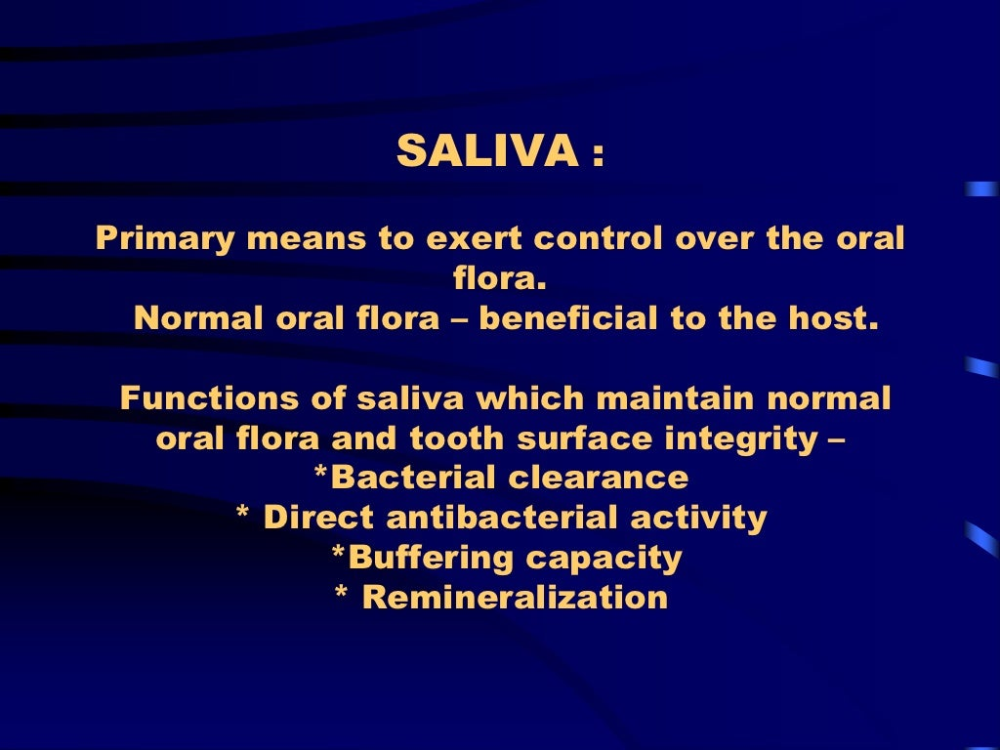 SALIVA :
Primary means to exert control over the oral
flora.
Normal oral flora – beneficial to the host.
Functions of saliva which maintain normal
oral flora and tooth surface integrity –
*Bacterial clearance
* Direct antibacterial activity
*Buffering capacity
* Remineralization